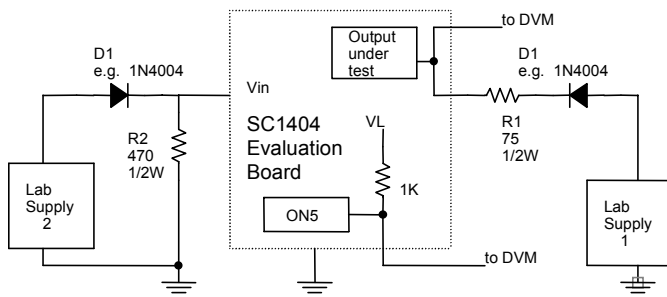 to DVM
D1
e.g. 1N4004
Output
under
test
D1
e.g. 1N4004
Vin
SC1404
Evaluation
Board
VL
R1
75
1/2W
R2
470
1/2W
1K
Lab
Supply
2
ON5
Lab
Supply
1
to DVM